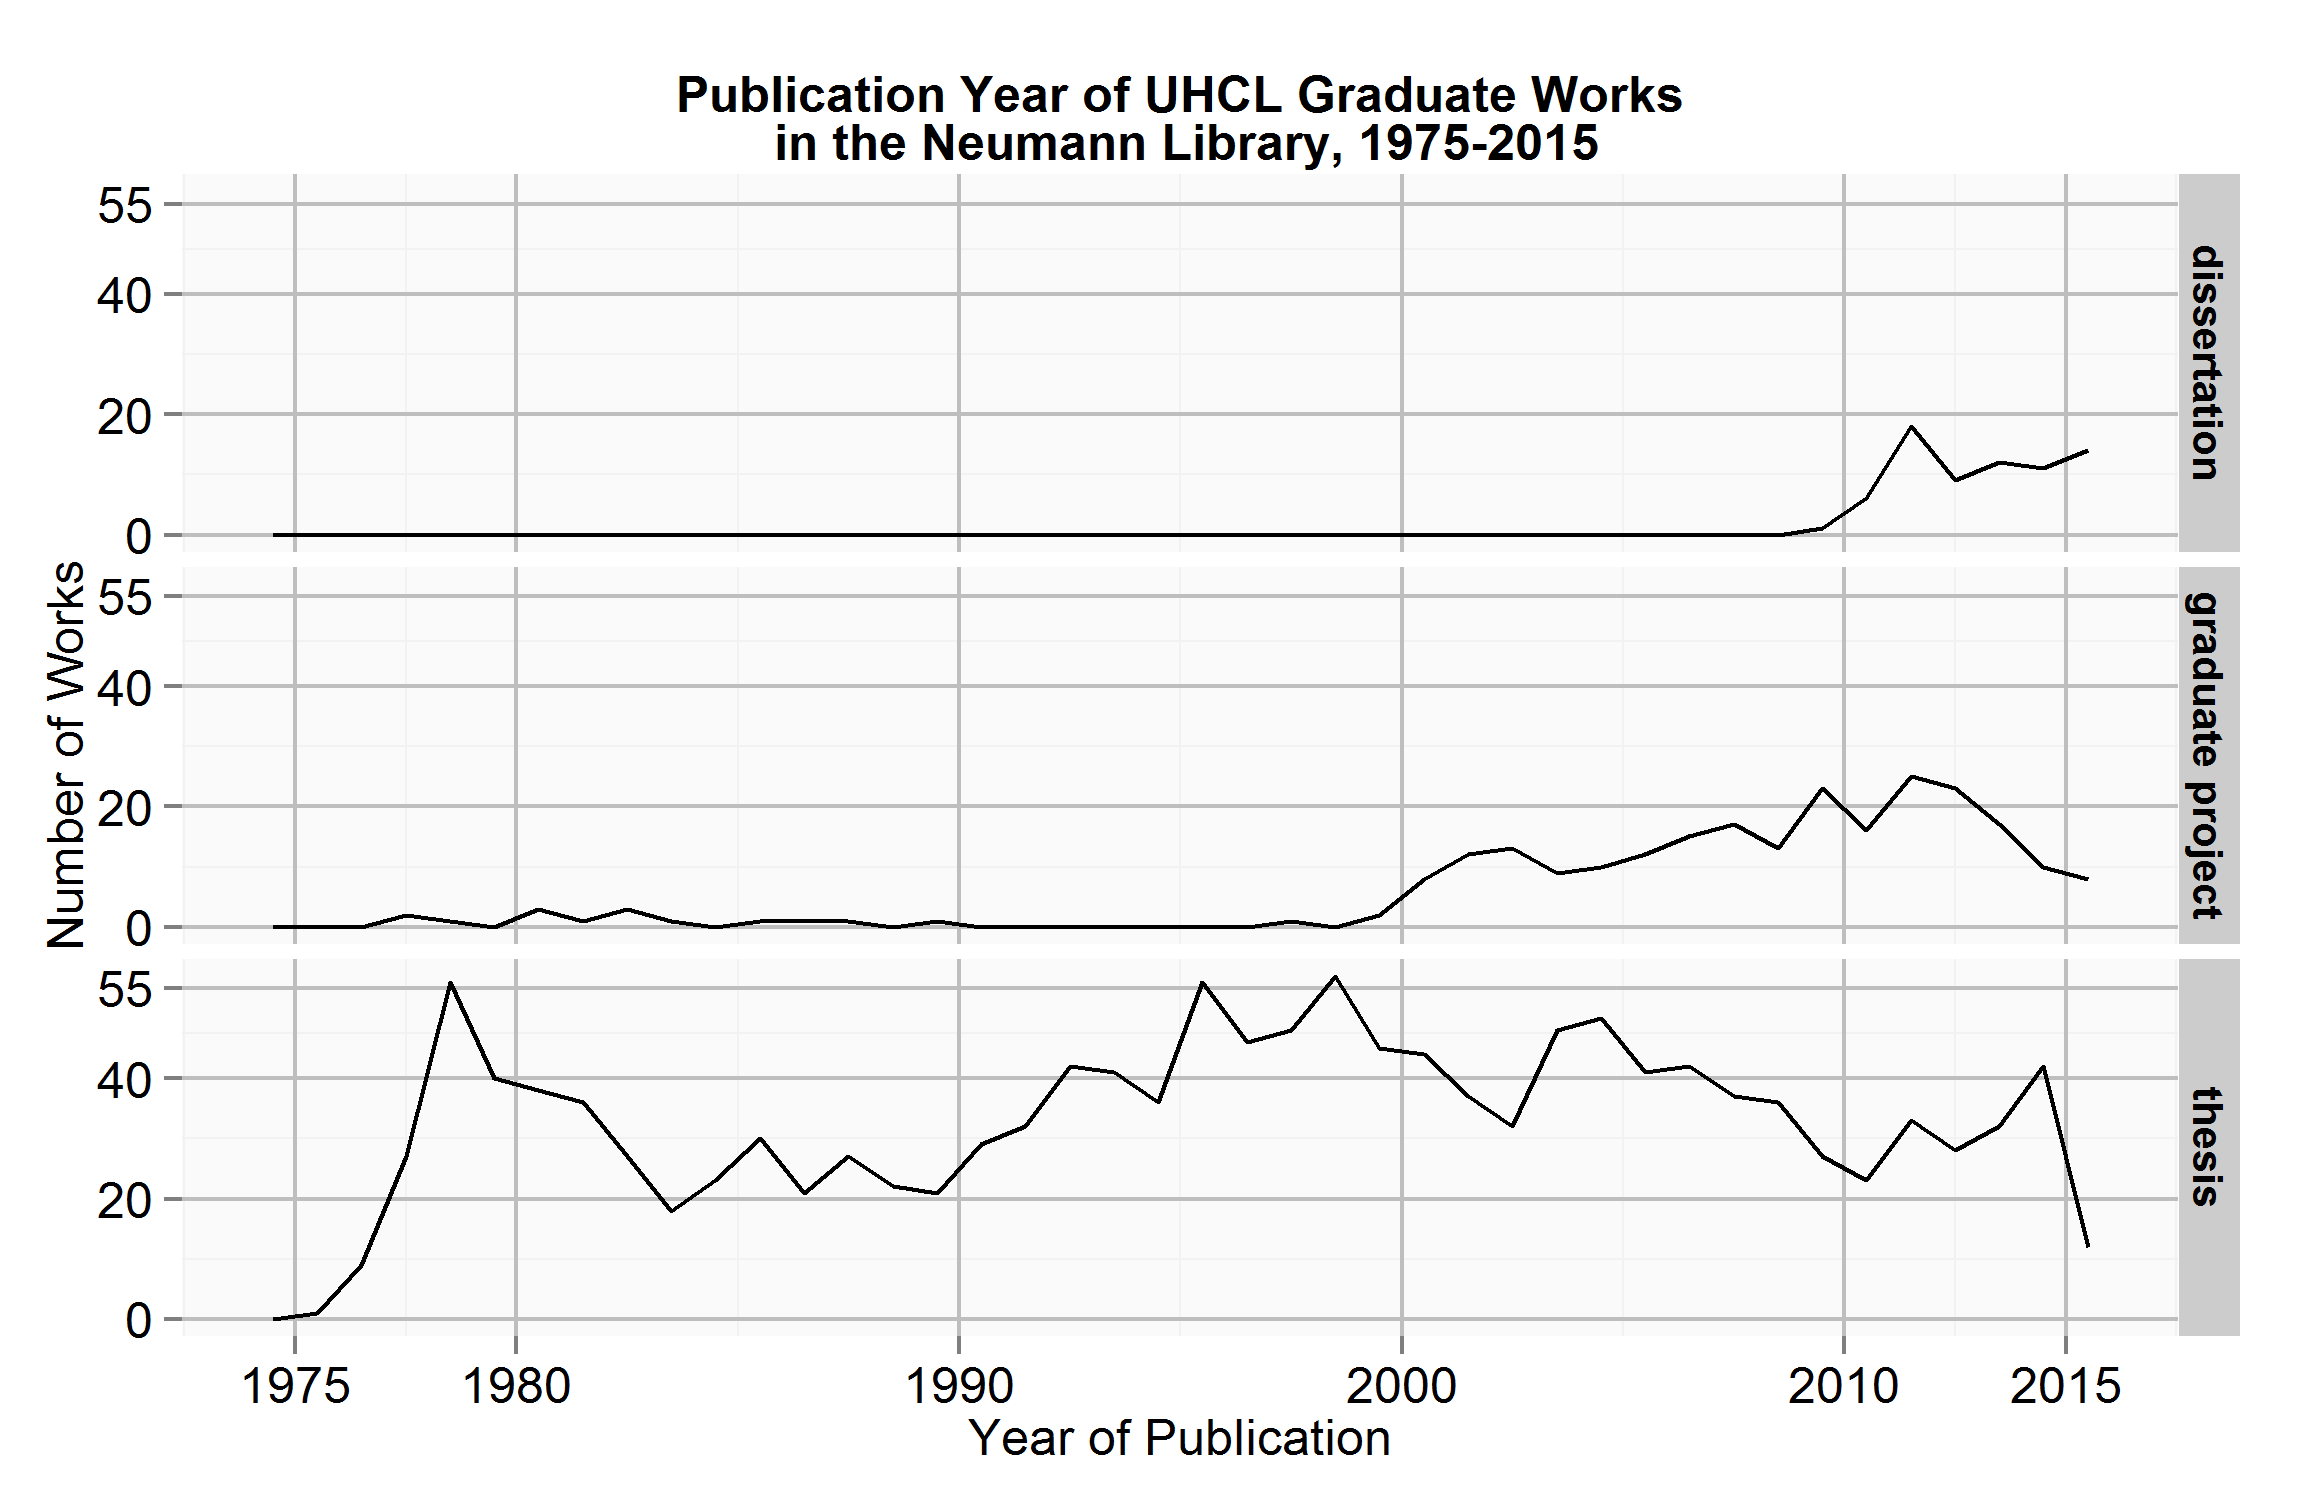 Publication Year of UHCL Graduate Works
in the Neumann Library, 1975-2015
Number of Works
55
40
20
0
dissertation
55
40
20
0
graduate project
55
40
20
0
thesis
1975 1980 1990 2000 2010 2015
Year of Publication